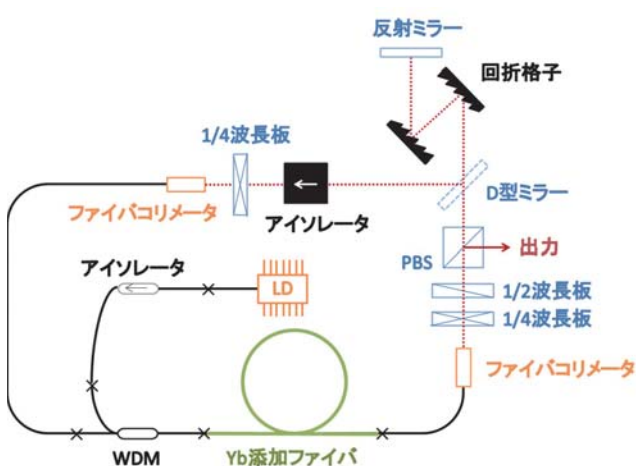 反射ミラー
回折格子
1/4波長板
D型ミラー
ファイバコリメータ
アイソレータ
PBS
出力
アイソレータ
LD
1/2波長板
1/4波長板
ファイバコリメータ
WDM
Yb添加ファイバ